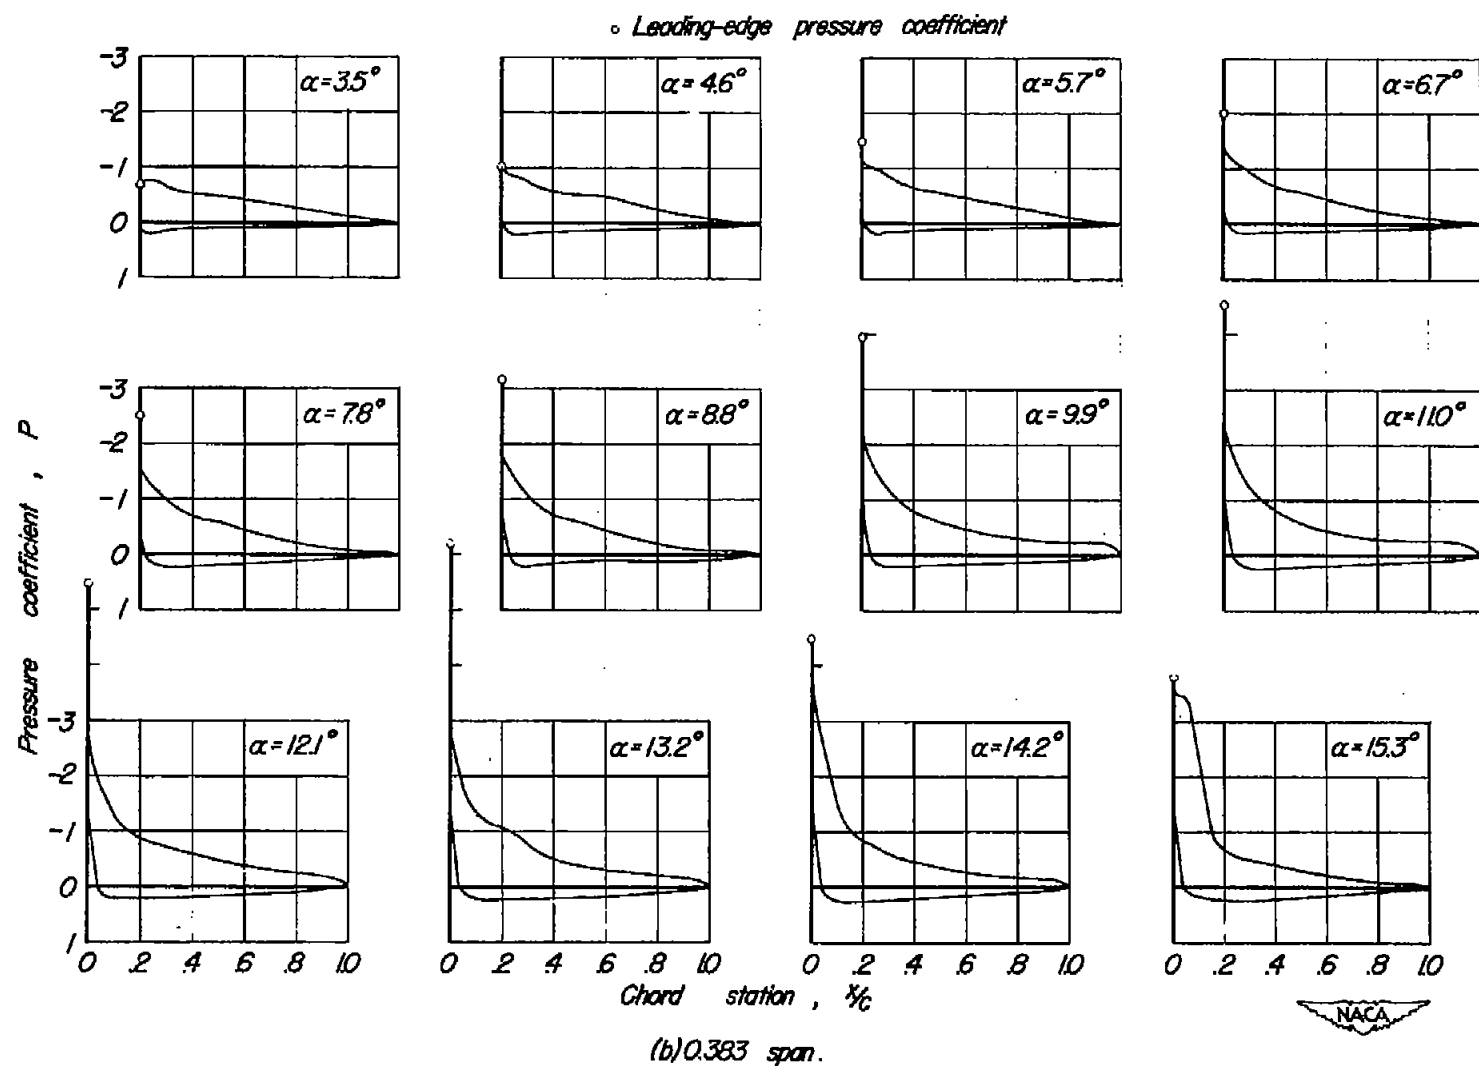 ○ Leading-edge pressure coefficient
-3
-2
-1
0
1
α=3.5°
α=4.6°
α=5.7°
α=6.7°
-3
-2
-1
0
1
α=7.8°
α=8.8°
α=9.9°
α=11.0°
Pressure coefficient , P
-3
-2
-1
0
1
α=12.1°
α=13.2°
α=14.2°
α=15.3°
0 .2 .4 .6 .8 1.0
0 .2 .4 .6 .8 1.0
0 .2 .4 .6 .8 1.0
0 .2 .4 .6 .8 1.0
Chord station , x/c
NACA
(b) 0.383 span.